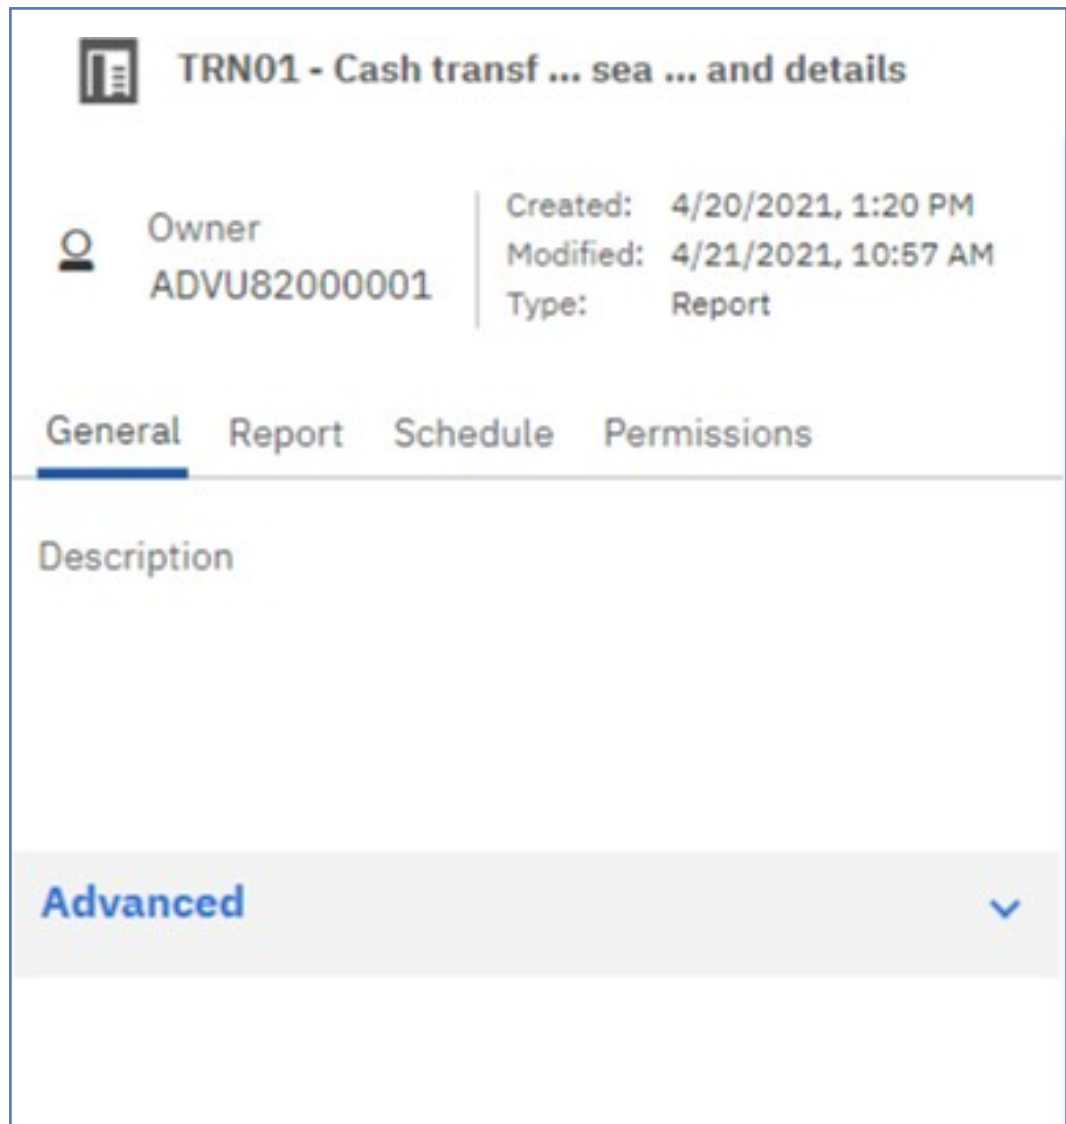 TRN01 - Cash transf ... sea ... and details
Owner
ADVU82000001
Created: 4/20/2021, 1:20 PM
Modified: 4/21/2021, 10:57 AM
Type: Report
General Report Schedule Permissions
Description
Advanced